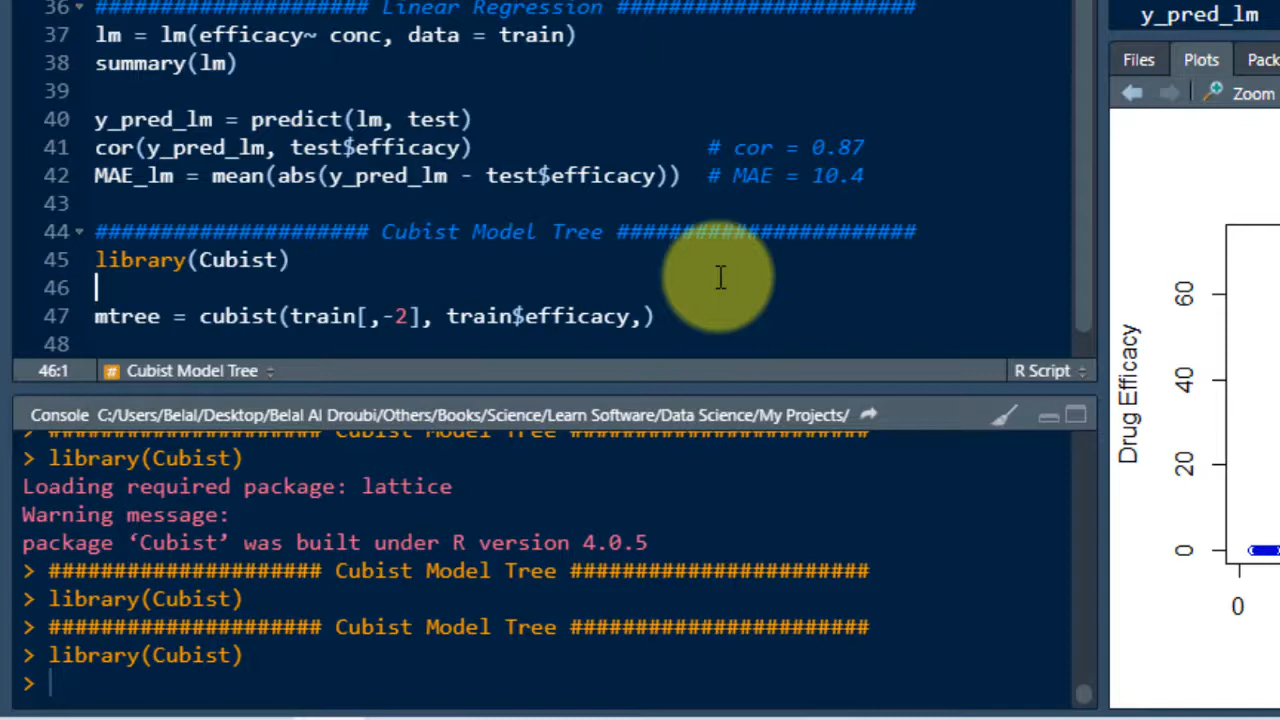 36 ##################### Linear Regression #######################
37 lm = lm(efficacy~ conc, data = train)
38 summary(lm)
39
40 y_pred_lm = predict(lm, test)
41 cor(y_pred_lm, test$efficacy) # cor = 0.87
42 MAE_lm = mean(abs(y_pred_lm - test$efficacy)) # MAE = 10.4
43
44 ##################### Cubist Model Tree #######################
45 library(Cubist)
46
47 mtree = cubist(train[,-2], train$efficacy,)
48
46:1 # Cubist Model Tree R Script
Console C:/Users/Belal/Desktop/Belal Al Droubi/Others/Books/Science/Learn Software/Data Science/My Projects/
> ##################### Cubist Model Tree #######################
> library(Cubist)
Loading required package: lattice
Warning message:
package ‘Cubist’ was built under R version 4.0.5
> ##################### Cubist Model Tree #######################
> library(Cubist)
> ##################### Cubist Model Tree #######################
> library(Cubist)
>
y_pred_lm
Files Plots Pack
Zoom
Drug Efficacy
60
40
20
0
0